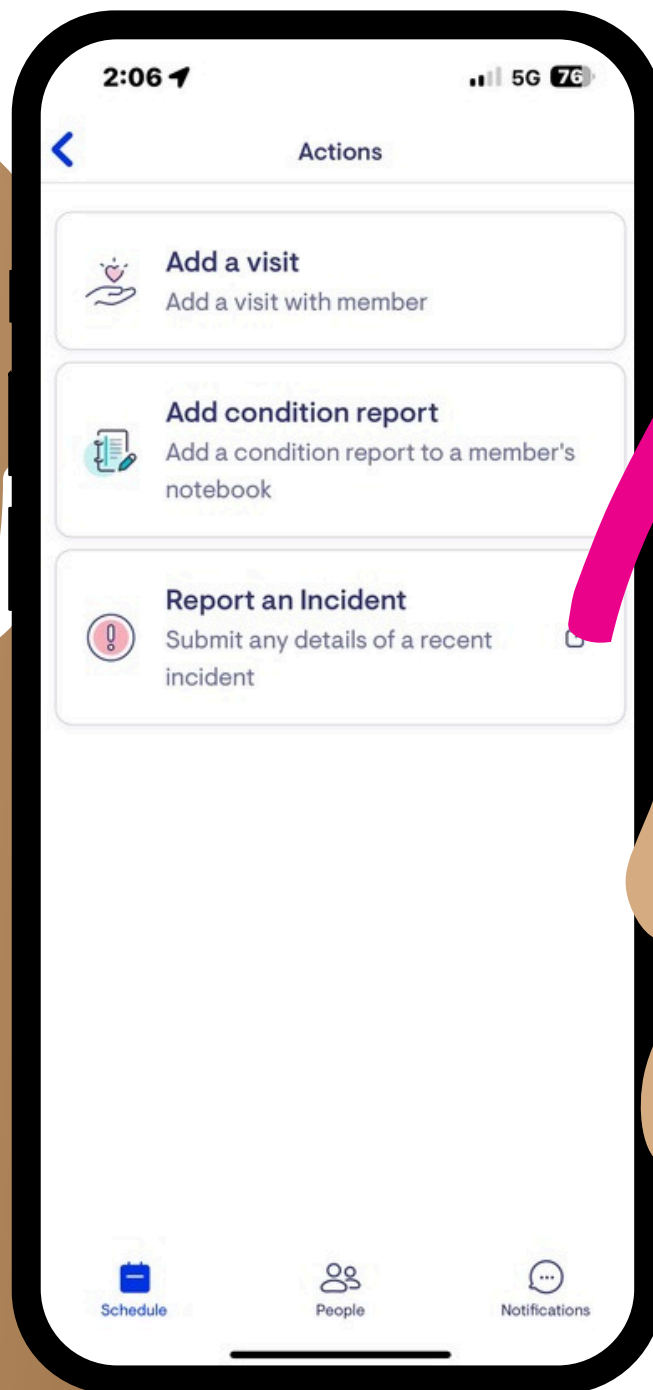 2:06
5G 76
Actions
Add a visit
Add a visit with member
Add condition report
Add a condition report to a member's
notebook
Report an Incident
Submit any details of a recent
incident
Schedule People Notifications